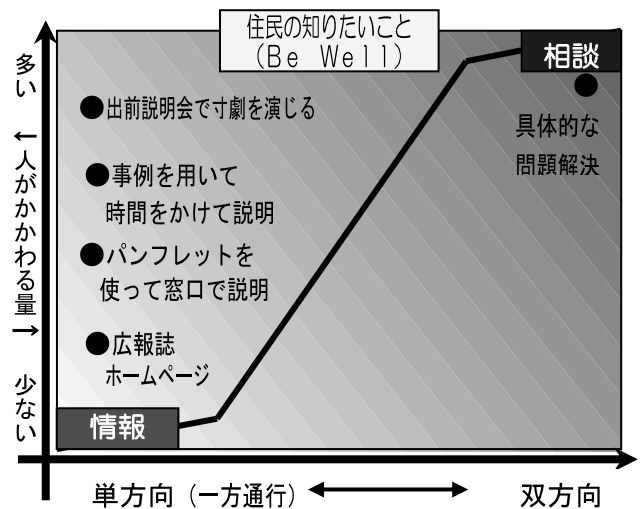 住民の知りたいこと
（Be Well）
相談
●
具体的な
問題解決
●出前説明会で寸劇を演じる
●事例を用いて
時間をかけて説明
●パンフレットを
使って窓口で説明
●広報誌
ホームページ
情報
多い ← 人がかかわる量 → 少ない
単方向（一方通行） ←→ 双方向